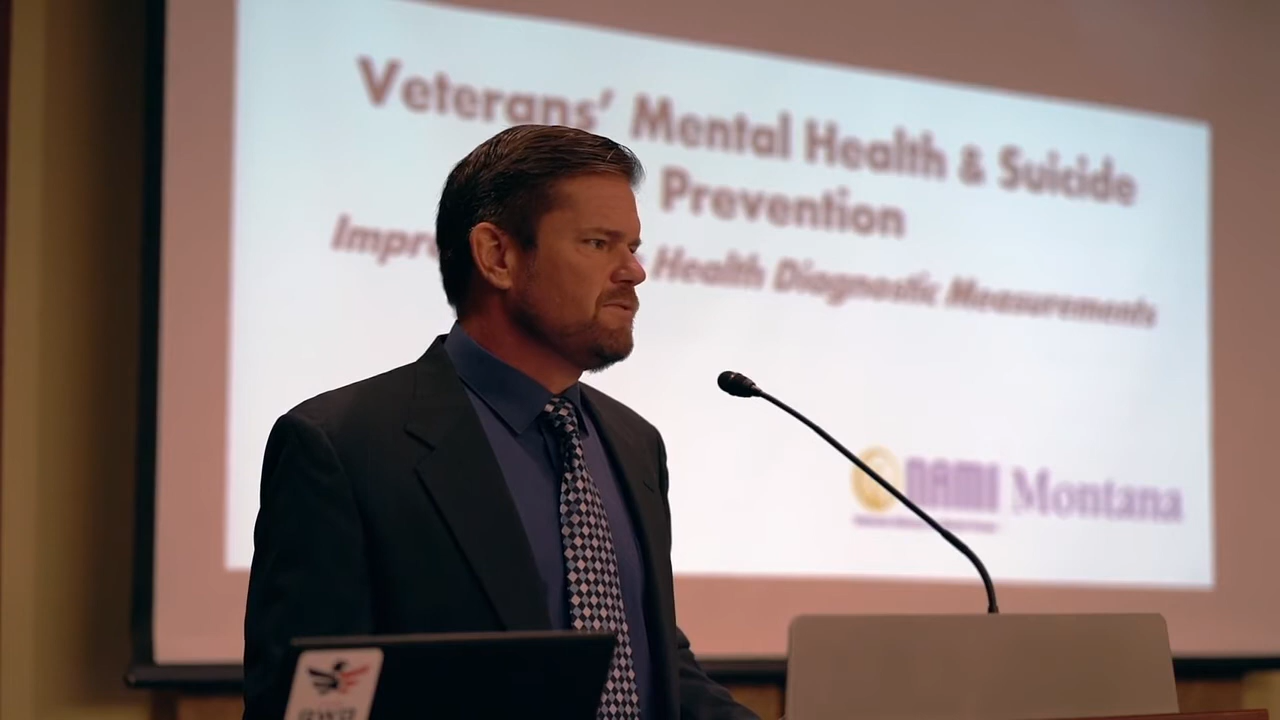 Veterans' Mental Health & Suicide
Prevention
Health Diagnostic Measurements
NAMI Montana